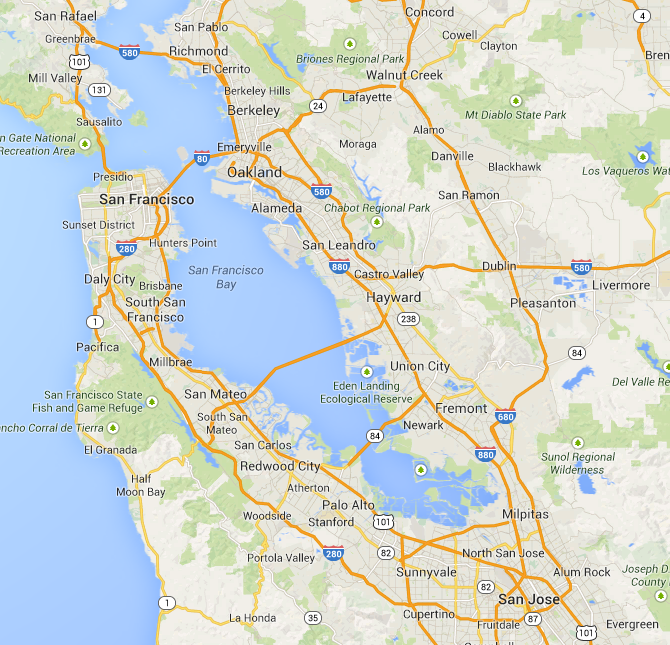 San Rafael
San Pablo
Concord
4
Greenbrae
580
Richmond
Cowell
Clayton
Bren
101
El Cerrito
Briones Regional Park
Walnut Creek
Mill Valley
131
Berkeley Hills
Lafayette
Berkeley
24
Mt Diablo State Park
Sausalito
Alamo
n Gate National
Recreation Area
Emeryville
Moraga
Danville
80
Blackhawk
Los Vaqueros Wat
Presidio
Oakland
580
San Ramon
San Francisco
Alameda
Chabot Regional Park
Sunset District
280
Hunters Point
San Leandro
San Francisco
Bay
880
Castro Valley
Dublin
580
Daly City
Brisbane
Livermore
South San
Francisco
Hayward
Pleasanton
1
238
Pacifica
84
Millbrae
Union City
San Francisco State
Fish and Game Refuge
San Mateo
Eden Landing
Ecological Reserve
Del Valle Re
Fremont
680
South San
Mateo
Newark
ncho Corral de Tierra
84
El Granada
San Carlos
880
Sunol Regional
Wilderness
Redwood City
Half
Moon Bay
Atherton
Palo Alto
Woodside
Stanford
101
Milpitas
Portola Valley
280
82
North San Jose
Sunnyvale
Alum Rock
Joseph D.
County
82
1
San Jose
La Honda
35
Cupertino
Fruitdale
87
101
Evergreen